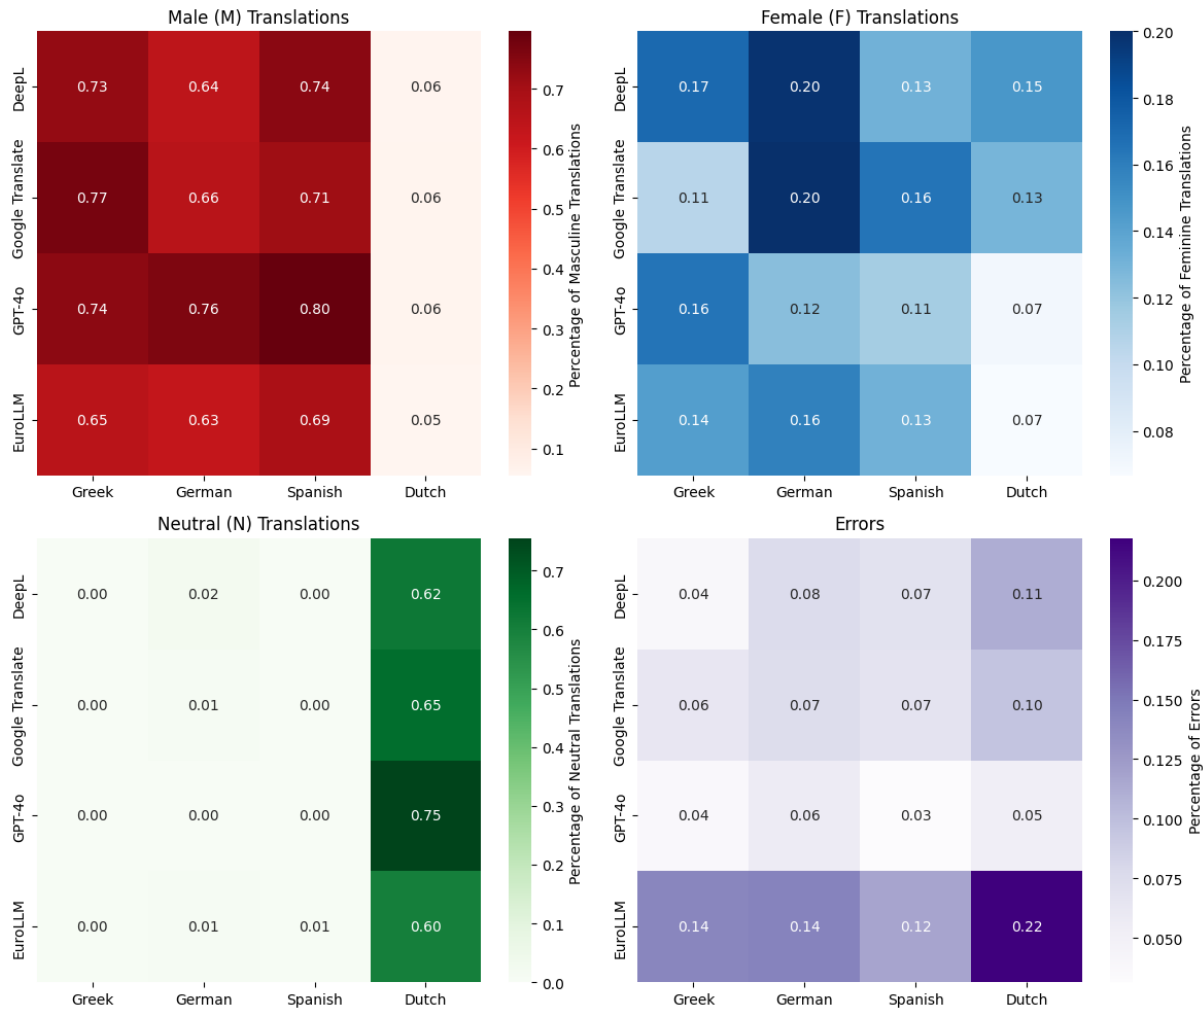 Male (M) Translations
DeepL
Google Translate
GPT-4o
EuroLLM
0.73 0.64 0.74 0.06
0.77 0.66 0.71 0.06
0.74 0.76 0.80 0.06
0.65 0.63 0.69 0.05
Greek German Spanish Dutch
0.7
0.6
0.5
0.4
0.3
0.2
0.1
Percentage of Masculine Translations
Female (F) Translations
DeepL
Google Translate
GPT-4o
EuroLLM
0.17 0.20 0.13 0.15
0.11 0.20 0.16 0.13
0.16 0.12 0.11 0.07
0.14 0.16 0.13 0.07
Greek German Spanish Dutch
0.20
0.18
0.16
0.14
0.12
0.10
0.08
Percentage of Feminine Translations
Neutral (N) Translations
DeepL
Google Translate
GPT-4o
EuroLLM
0.00 0.02 0.00 0.62
0.00 0.01 0.00 0.65
0.00 0.00 0.00 0.75
0.00 0.01 0.01 0.60
Greek German Spanish Dutch
0.7
0.6
0.5
0.4
0.3
0.2
0.1
0.0
Percentage of Neutral Translations
Errors
DeepL
Google Translate
GPT-4o
EuroLLM
0.04 0.08 0.07 0.11
0.06 0.07 0.07 0.10
0.04 0.06 0.03 0.05
0.14 0.14 0.12 0.22
Greek German Spanish Dutch
0.200
0.175
0.150
0.125
0.100
0.075
0.050
Percentage of Errors